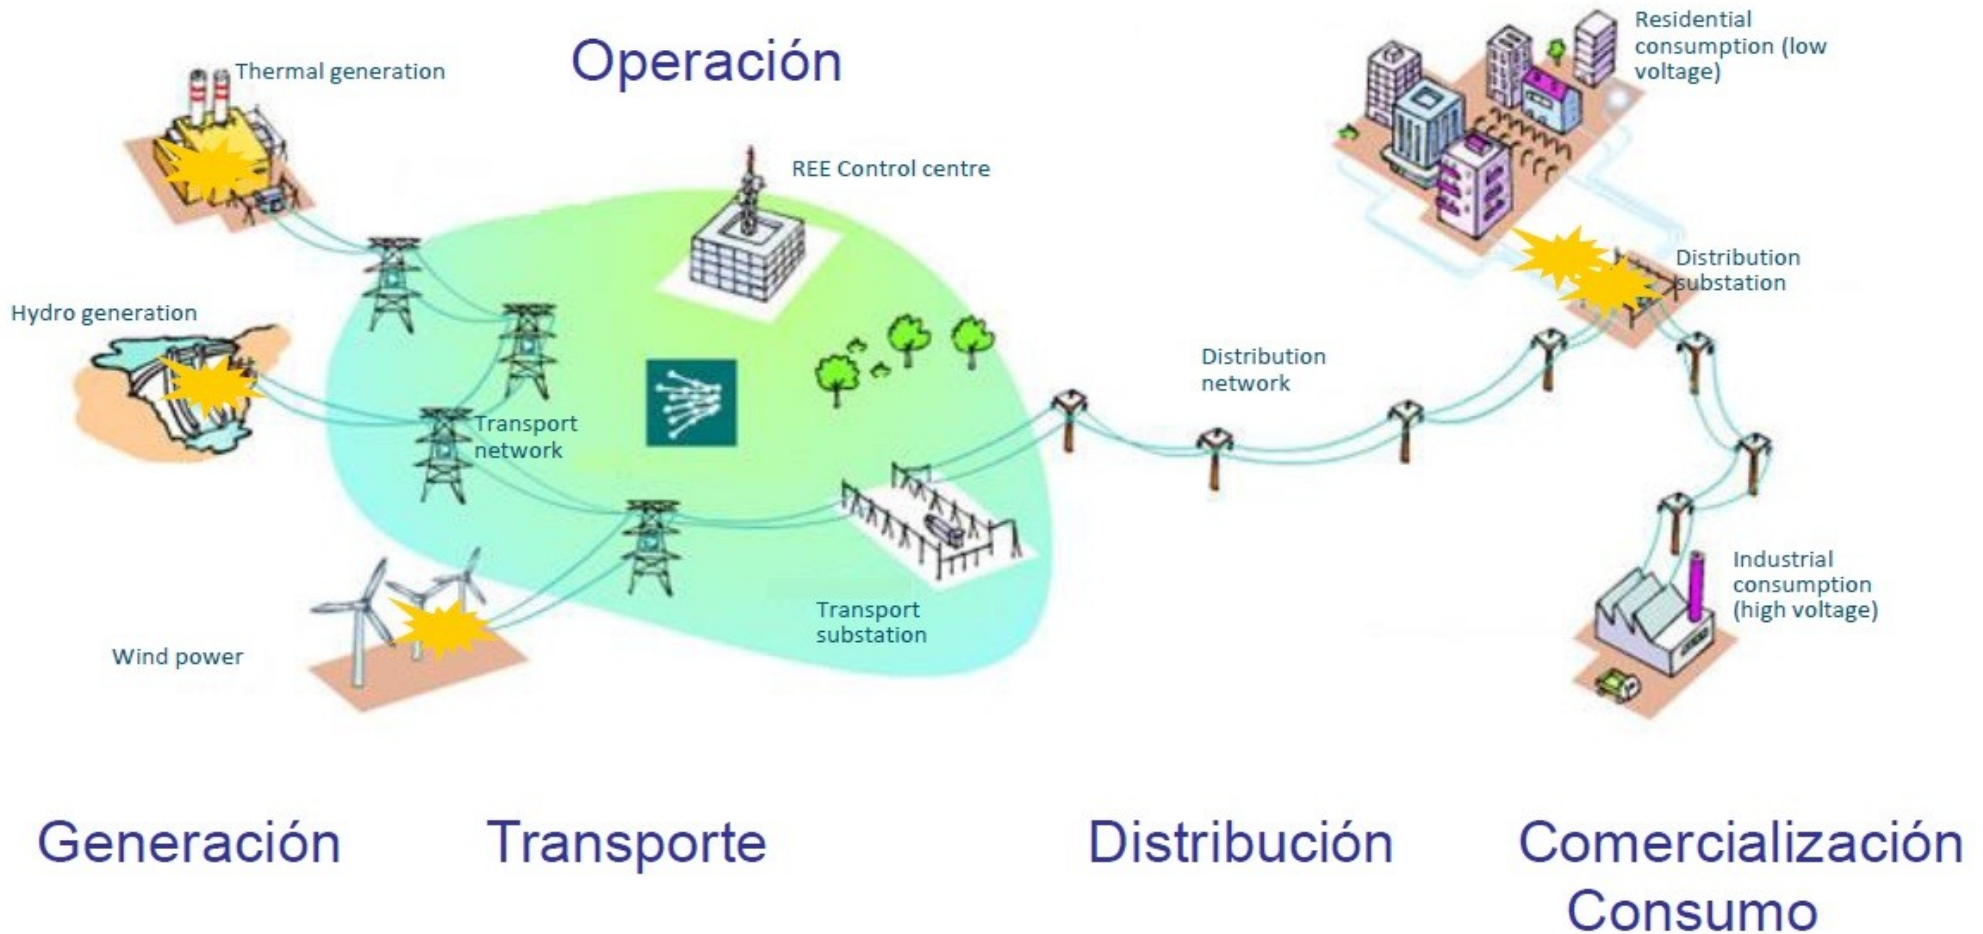 Operación
Thermal generation
Residential
consumption (low
voltage)
REE Control centre
Distribution
substation
Hydro generation
Distribution
network
Transport
network
Industrial
consumption
(high voltage)
Transport
substation
Wind power
Generación
Transporte
Distribución
Comercialización
Consumo